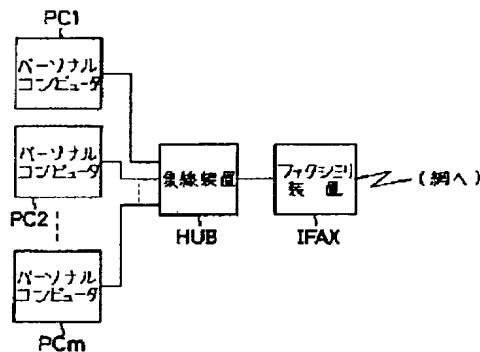 PC1
パーソナル
コンピュータ
パーソナル
コンピュータ
PC2
集線装置
HUB
ファクシミリ
装置
IFAX
(網へ)
パーソナル
コンピュータ
PCm